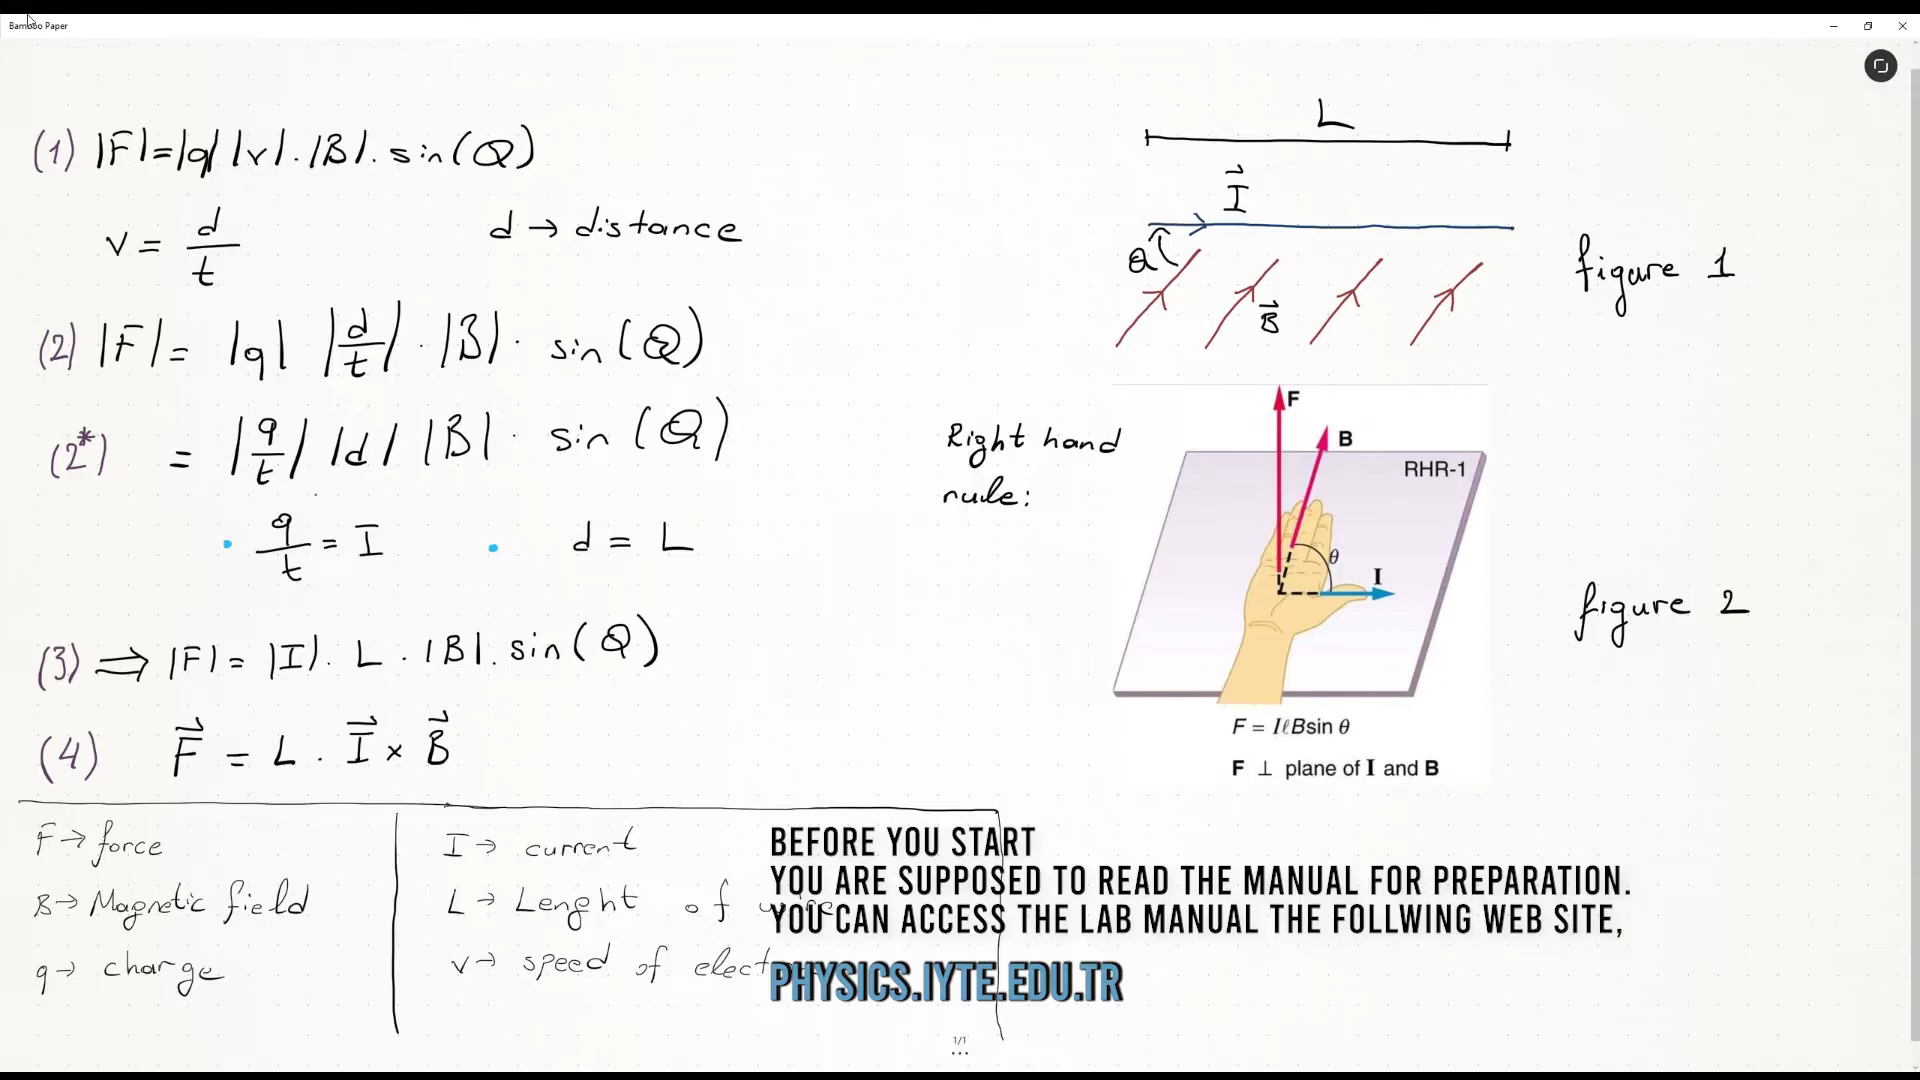 Bamboo Paper
(1) |F|=|q||v|.|B|.sin(Q)
v = d/t
d → distance
(2) |F| = |q| |d/t| . |B| . sin(Q)
(2*) = |q/t| |d| |B| . sin(Q)
• q/t = I • d = L
(3) ⟹ |F| = |I|. L . |B|. sin(Q)
(4) F⃗ = L . I⃗ × B⃗
F → force
B → Magnetic field
q → charge
I → current
L → Lenght of
v → speed of
L
I⃗
Q
B⃗
figure 1
Right hand
rule:
F
B
RHR-1
θ
I
F = IℓBsin θ
F ⊥ plane of I and B
figure 2
BEFORE YOU START
YOU ARE SUPPOSED TO READ THE MANUAL FOR PREPARATION.
YOU CAN ACCESS THE LAB MANUAL THE FOLLWING WEB SITE,
PHYSICS.IYTE.EDU.TR
1/1